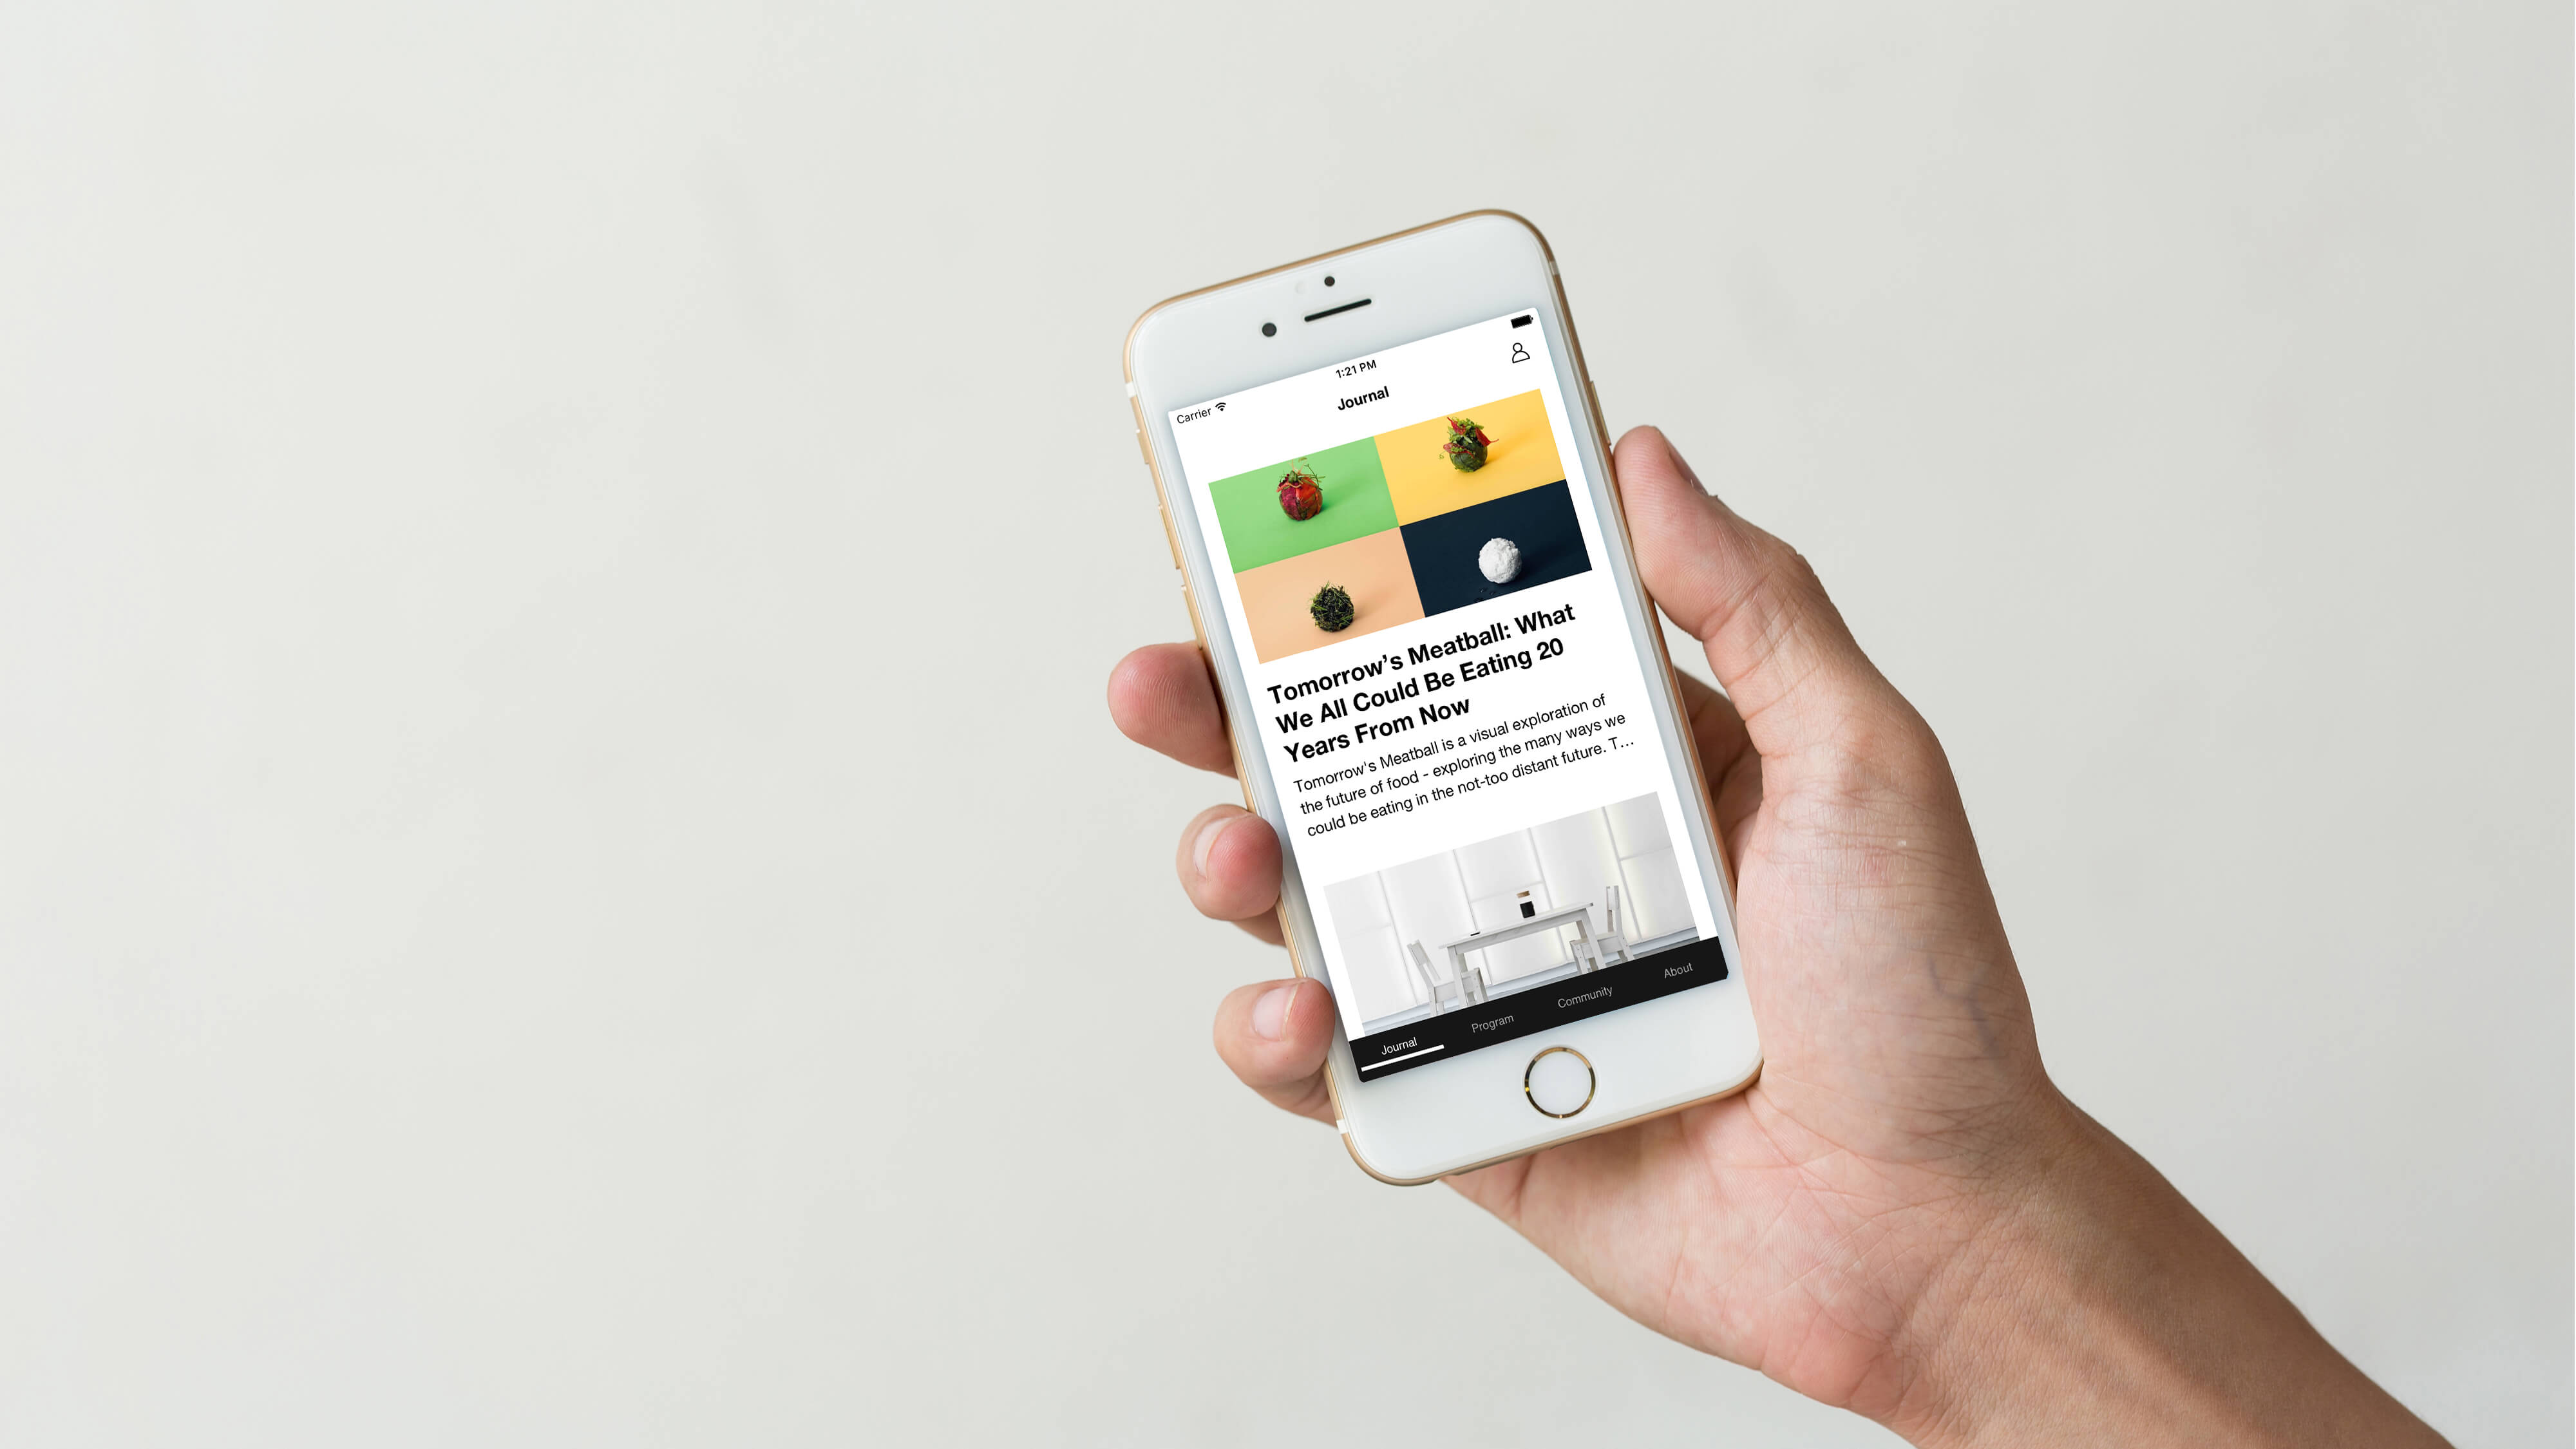 Carrier
1:21 PM
Journal
Tomorrow’s Meatball: What
We All Could Be Eating 20
Years From Now
Tomorrow's Meatball is a visual exploration of
the future of food - exploring the many ways we
could be eating in the not-too distant future. T...
Journal
Program
Community
About